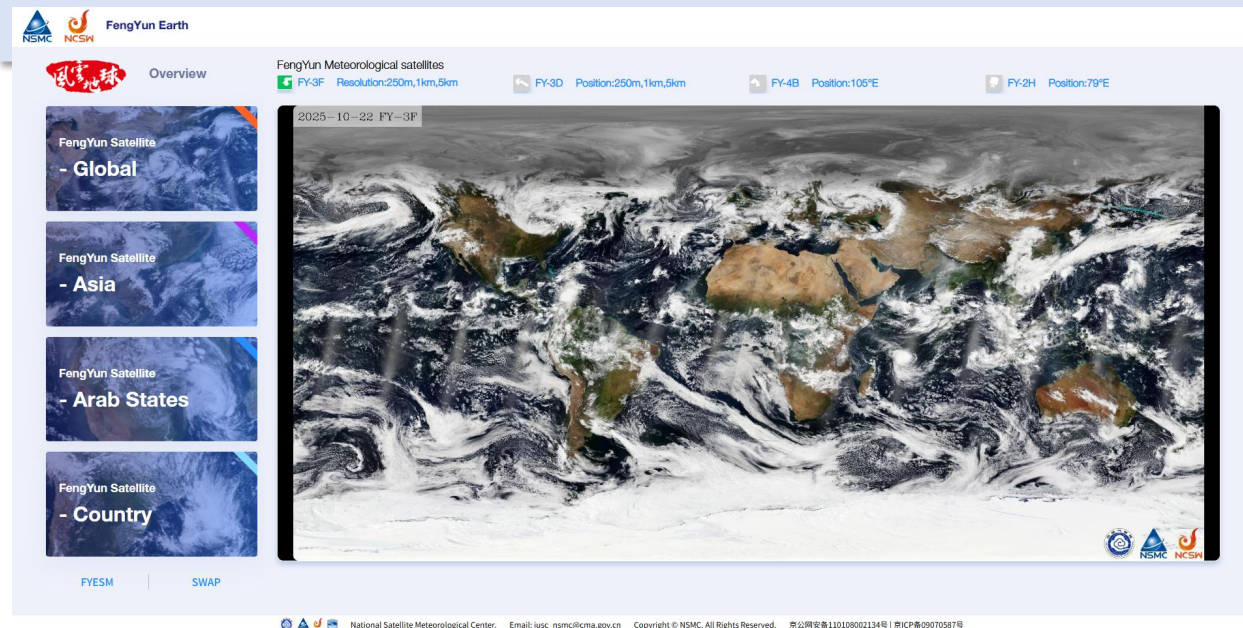 NSMC NCSW FengYun Earth
風雲地球 Overview
FengYun Meteorological satellites
FY-3F Resolution:250m,1km,5km FY-3D Position:250m,1km,5km FY-4B Position:105°E FY-2H Position:79°E
2025-10-22 FY-3F
FengYun Satellite
- Global
FengYun Satellite
- Asia
FengYun Satellite
- Arab States
FengYun Satellite
- Country
NSMC NCSW
FYESM SWAP
National Satellite Meteorological Center. Email: iusc_nsmc@cma.gov.cn Copyright © NSMC. All Rights Reserved. 京公网安备110108002134号 | 京ICP备09070587号